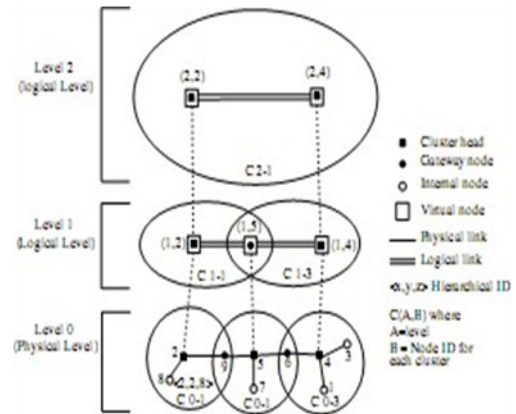 Level 2
(logical Level)
(2,2)
(2,4)
C 2-1
Level 1
(Logical Level)
(1,2)
(1,5)
(1,4)
C 1-1
C 1-3
Level 0
(Physical Level)
2
9
5
6
4
3
8
<2,2,8>
7
1
C 0-1
C 0-1
C 0-3
Cluster head
Gateway node
Internal node
Virtual node
Physical link
Logical link
<x,y,z> Hierarchical ID
C(A,B) where
A=level
B = Node ID for
each cluster